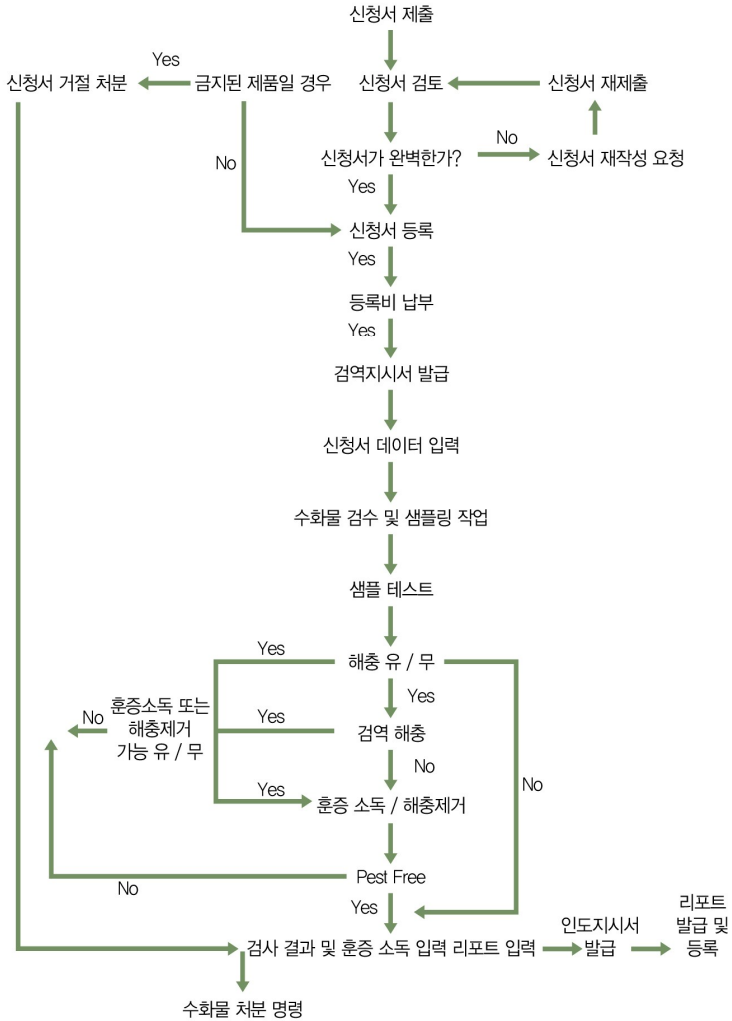 신청서 제출
Yes
신청서 거절 처분
금지된 제품일 경우
신청서 검토
신청서 재제출
No
No
신청서가 완벽한가?
신청서 재작성 요청
Yes
신청서 등록
Yes
등록비 납부
Yes
검역지시서 발급
신청서 데이터 입력
수화물 검수 및 샘플링 작업
샘플 테스트
Yes
해충 유 / 무
Yes
훈증소독 또는
해충제거
가능 유 / 무
No
Yes
검역 해충
No
No
Yes
훈증 소독 / 해충제거
Pest Free
No
Yes
검사 결과 및 훈증 소독 입력 리포트 입력
인도지시서
발급
리포트
발급 및
등록
수화물 처분 명령